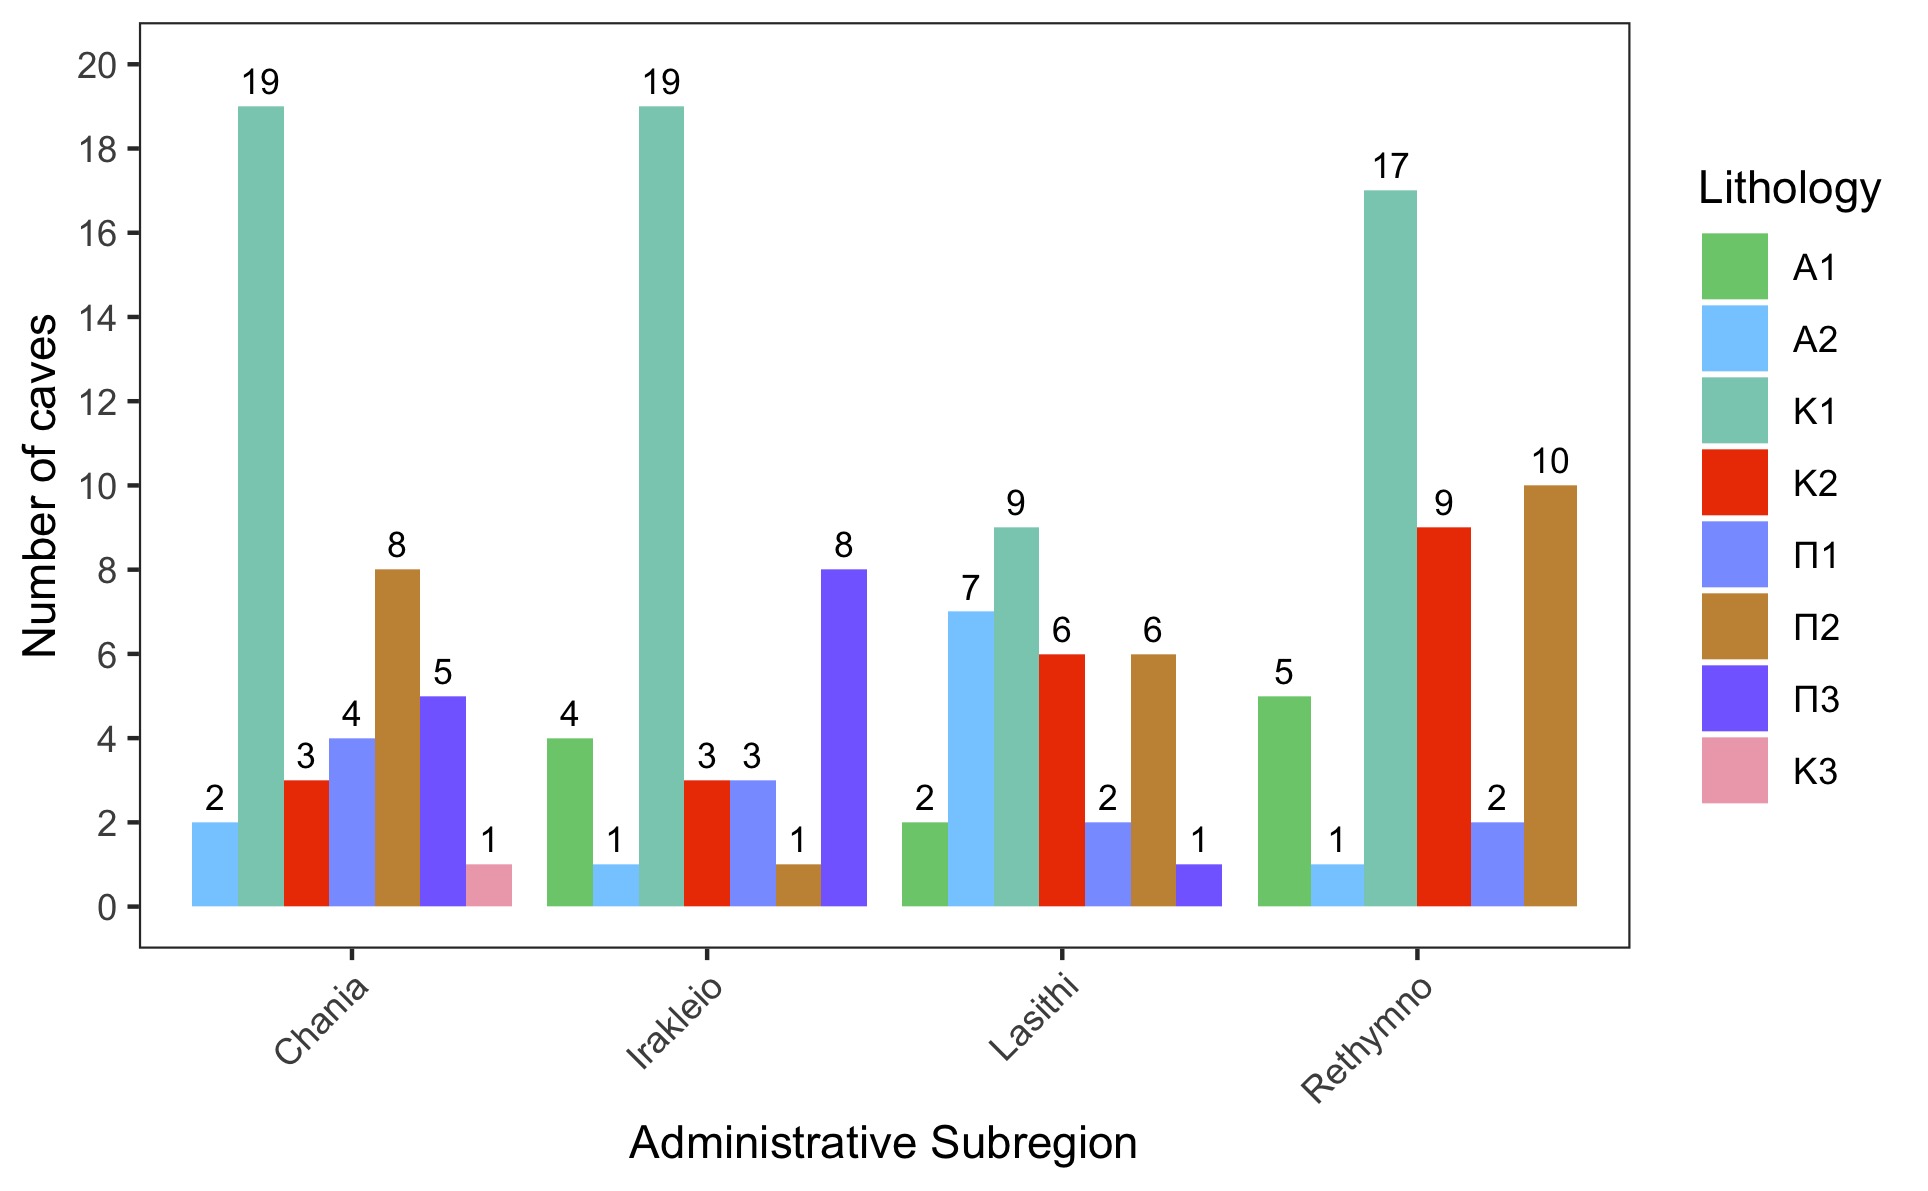 Number of caves
20
18
16
14
12
10
8
6
4
2
0
2 19 3 4 8 5 1
4 1 19 3 3 1 8
2 7 9 6 2 6 1
5 1 17 9 2 10
Chania
Irakleio
Lasithi
Rethymno
Administrative Subregion
Lithology
A1
A2
K1
K2
Π1
Π2
Π3
K3